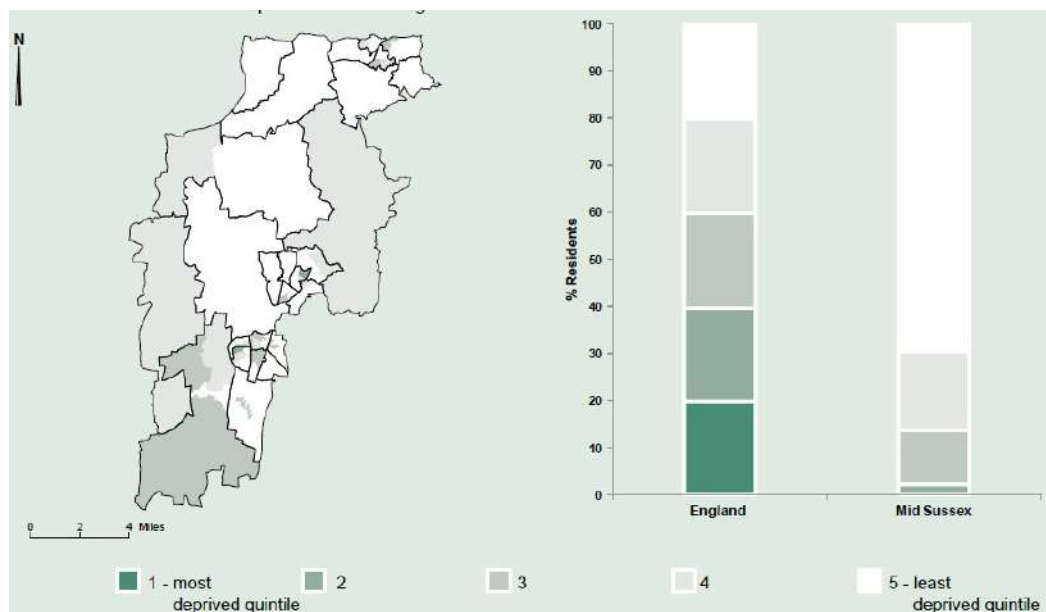 N
0 2 4 Miles
100
90
80
70
60
50
40
30
20
10
0
% Residents
England Mid Sussex
1 - most
deprived quintile
2
3
4
5 - least
deprived quintile